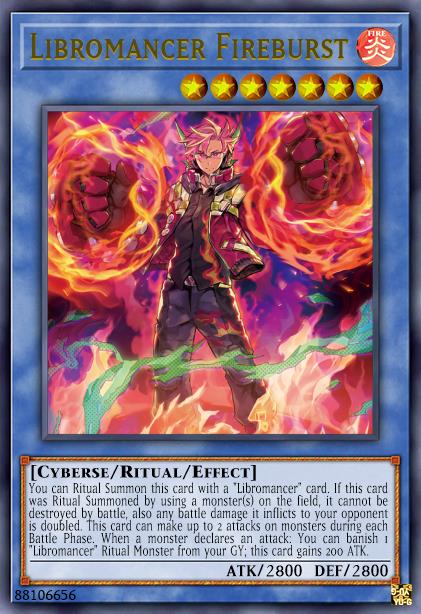 Libromancer Fireburst
FIRE
炎
[Cyberse/Ritual/Effect]
You can Ritual Summon this card with a "Libromancer" card. If this card
was Ritual Summoned by using a monster(s) on the field, it cannot be
destroyed by battle, also any battle damage it inflicts to your opponent
is doubled. This card can make up to 2 attacks on monsters during each
Battle Phase. When a monster declares an attack: You can banish 1
"Libromancer" Ritual Monster from your GY; this card gains 200 ATK.
ATK/2800 DEF/2800
88106656